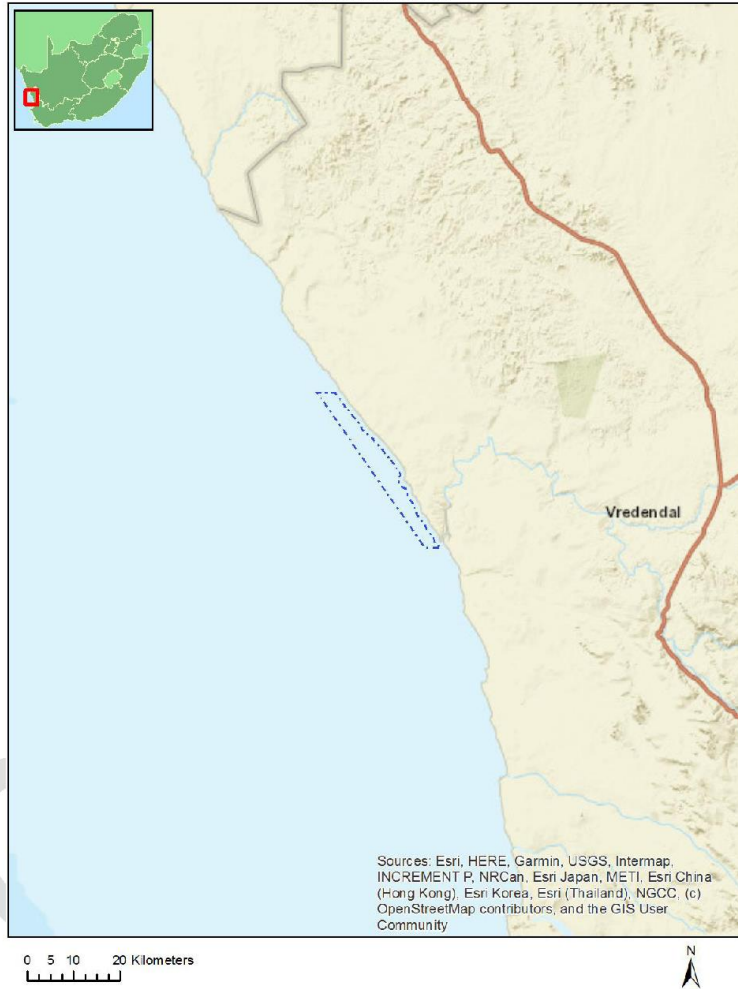 Vredendal
Sources: Esri, HERE, Garmin, USGS, Intermap,
INCREMENT P, NRCan, Esri Japan, METI, Esri China
(Hong Kong), Esri Korea, Esri (Thailand), NGCC, (c)
OpenStreetMap contributors, and the GIS User
Community
0 5 10 20 Kilometers
N